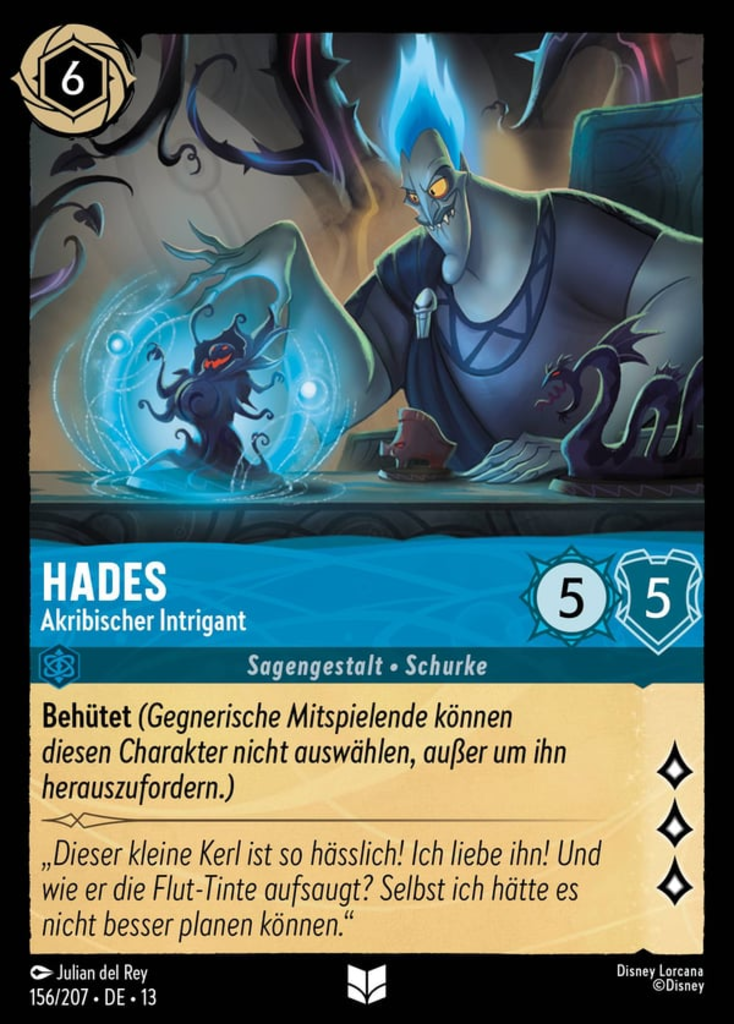 6
HADES
Akribischer Intrigant
5
5
Sagengestalt • Schurke
Behütet (Gegnerische Mitspielende können
diesen Charakter nicht auswählen, außer um ihn
herauszufordern.)
„Dieser kleine Kerl ist so hässlich! Ich liebe ihn! Und
wie er die Flut-Tinte aufsaugt? Selbst ich hätte es
nicht besser planen können.“
Julian del Rey
156/207 • DE • 13
Disney Lorcana
©Disney